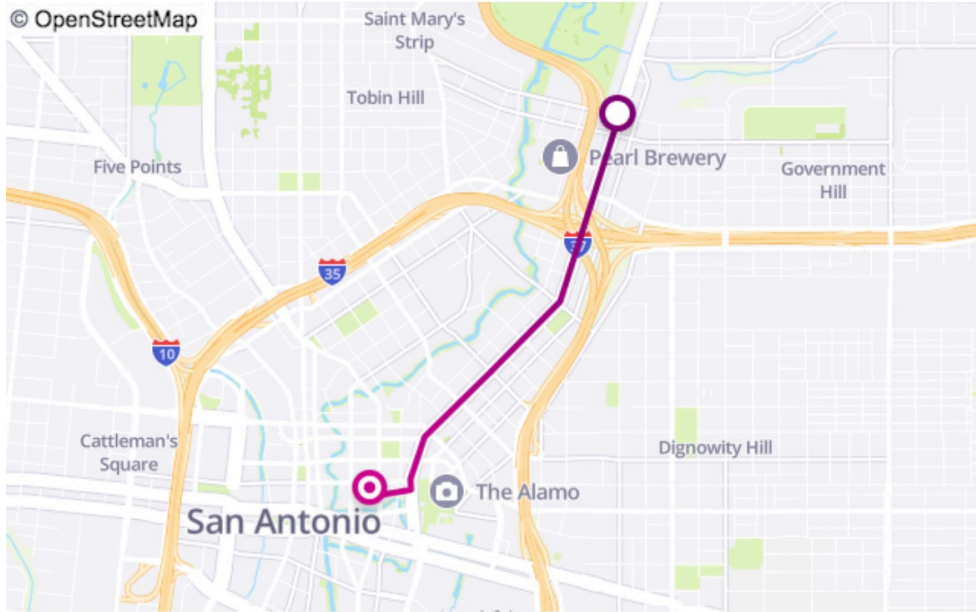 © OpenStreetMap
Saint Mary's
Strip
Tobin Hill
Pearl Brewery
Five Points
Government
Hill
35
10
Cattleman's
Square
Dignowity Hill
The Alamo
San Antonio